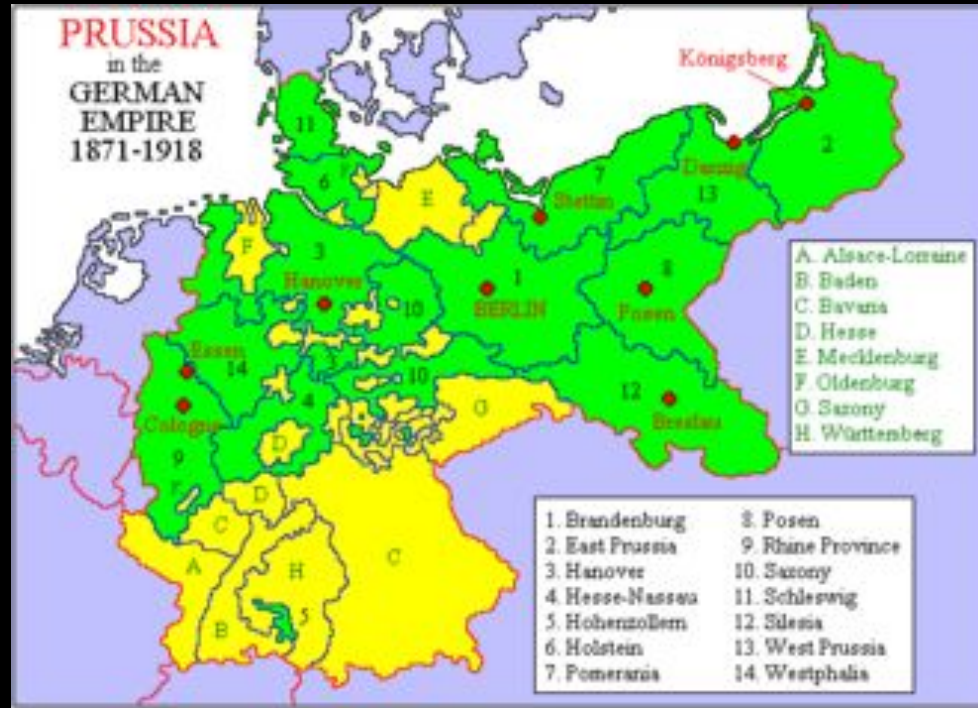 PRUSSIA
in the
GERMAN
EMPIRE
1871-1918
Königsberg
11
2
6
F
E
7
Danzig
13
Stettin
F
3
1
8
Hanover
10
BERLIN
Posen
Essen
14
3
10
4
12
Breslau
Cologne
G
D
9
F
D
C
C
A
H
B
5
A. Alsace-Lorraine
B. Baden
C. Bavaria
D. Hesse
E. Mecklenburg
F. Oldenburg
G. Saxony
H. Württemberg
1. Brandenburg
2. East Prussia
3. Hanover
4. Hesse-Nassau
5. Hohenzollern
6. Holstein
7. Pomerania
8. Posen
9. Rhine Province
10. Saxony
11. Schleswig
12. Silesia
13. West Prussia
14. Westphalia